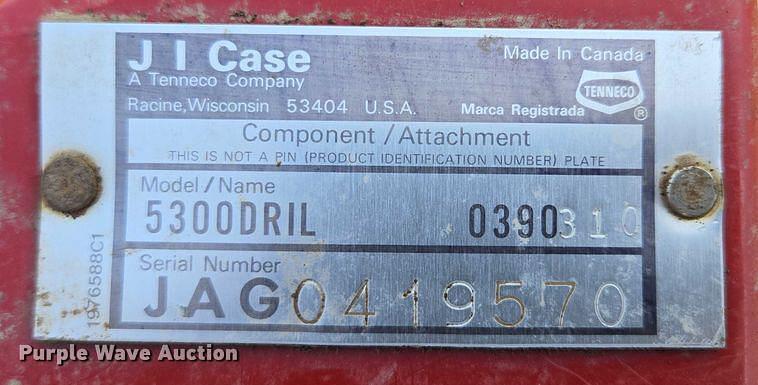 J I Case
Made In Canada
A Tenneco Company
TENNECO
Racine, Wisconsin 53404 U.S.A.
Marca Registrada
®
Component / Attachment
THIS IS NOT A PIN (PRODUCT IDENTIFICATION NUMBER) PLATE
Model / Name
5300DRIL 0390310
Serial Number
JAG0419570
1976588C1
Purple Wave Auction